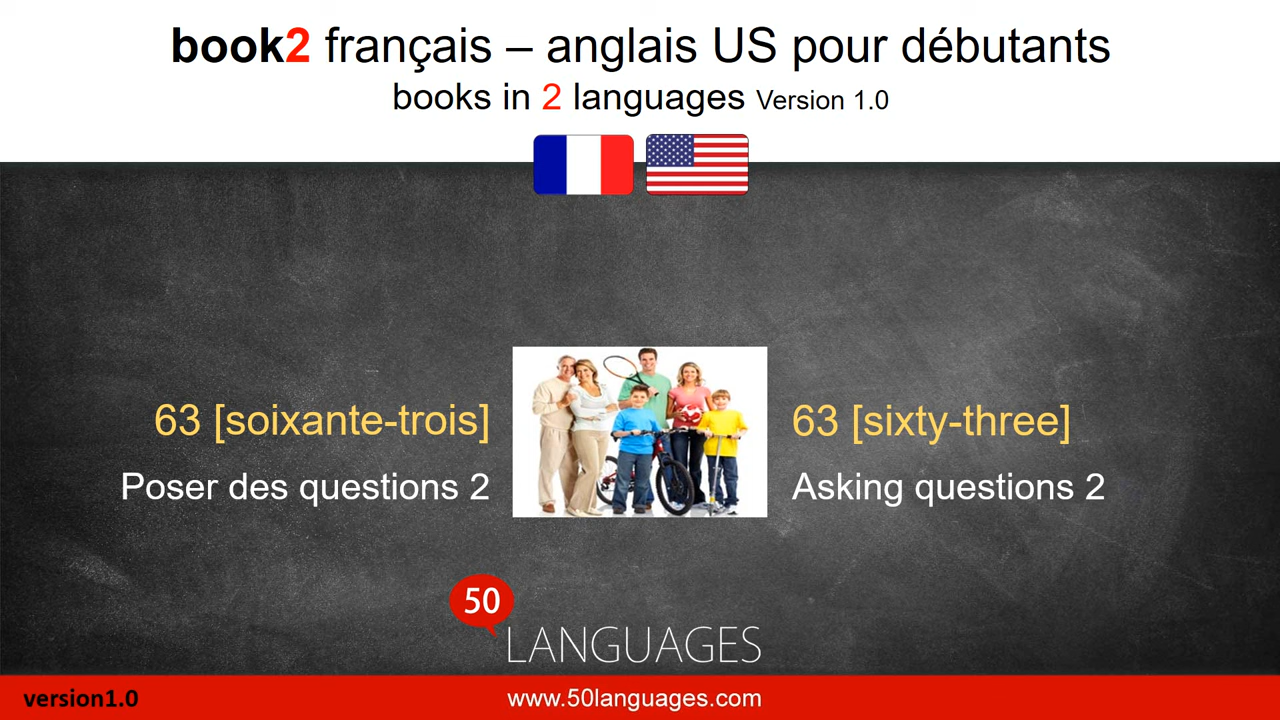 book2 français – anglais US pour débutants
books in 2 languages Version 1.0
63 [soixante-trois]
Poser des questions 2
63 [sixty-three]
Asking questions 2
50
LANGUAGES
version1.0
www.50languages.com